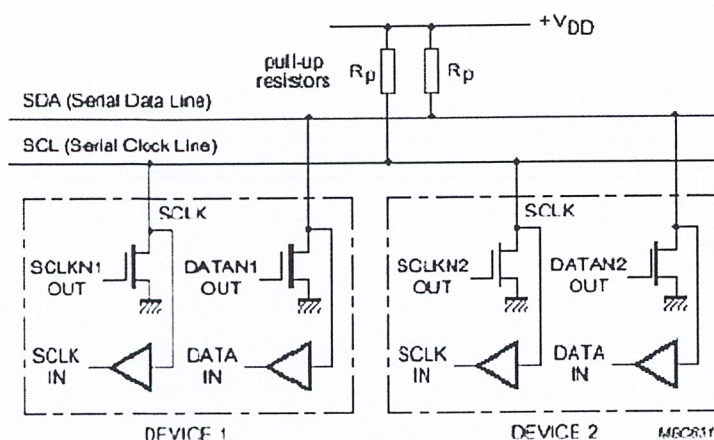 +VDD
pull-up
resistors
Rp
Rp
SDA (Serial Data Line)
SCL (Serial Clock Line)
SCLK
SCLK
SCLKN1
OUT
DATAN1
OUT
SCLKN2
OUT
DATAN2
OUT
SCLK
IN
DATA
IN
SCLK
IN
DATA
IN
DEVICE 1
DEVICE 2